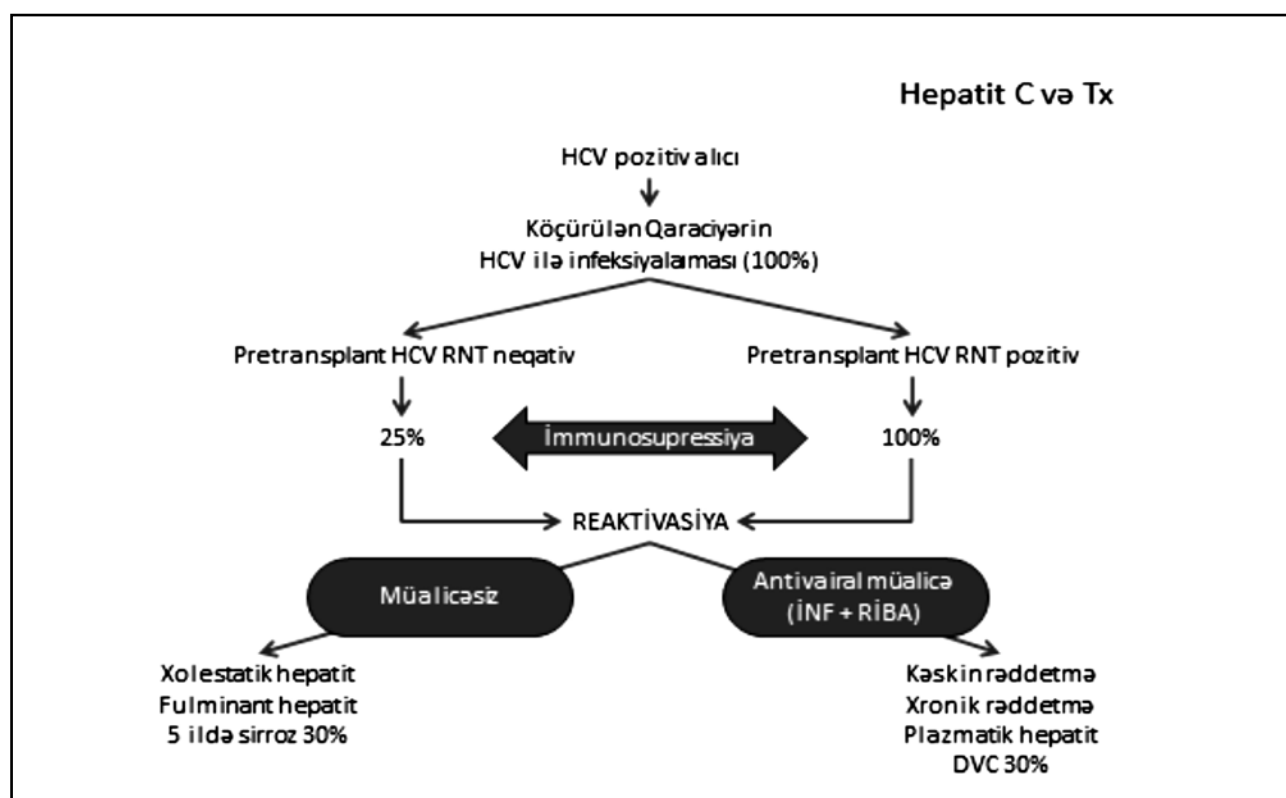 Hepatit C və Tx
HCV pozitiv alıcı
Köçürülən Qaraciyərin
HCV ilə infeksiyalaıması (100%)
Pretransplant HCV RNT neqativ
Pretransplant HCV RNT pozitiv
25%
İmmunosupressiya
100%
REAKTİVASİYA
Müalicəsiz
Antivairal müalicə
(İNF + RİBA)
Xolestatik hepatit
Fulminant hepatit
5 ildə sirroz 30%
Kəskin rəddetmə
Xronik rəddetmə
Plazmatik hepatit
DVC 30%